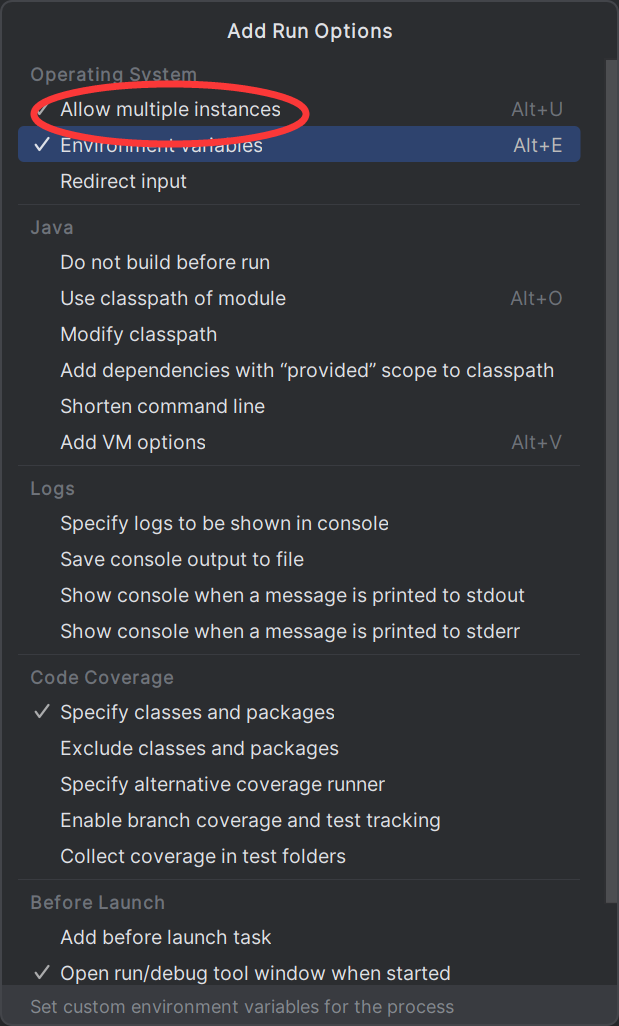 Add Run Options
Operating System
Allow multiple instances Alt+U
Environment variables Alt+E
Redirect input
Java
Do not build before run
Use classpath of module Alt+O
Modify classpath
Add dependencies with “provided” scope to classpath
Shorten command line
Add VM options Alt+V
Logs
Specify logs to be shown in console
Save console output to file
Show console when a message is printed to stdout
Show console when a message is printed to stderr
Code Coverage
Specify classes and packages
Exclude classes and packages
Specify alternative coverage runner
Enable branch coverage and test tracking
Collect coverage in test folders
Before Launch
Add before launch task
Open run/debug tool window when started
Set custom environment variables for the process